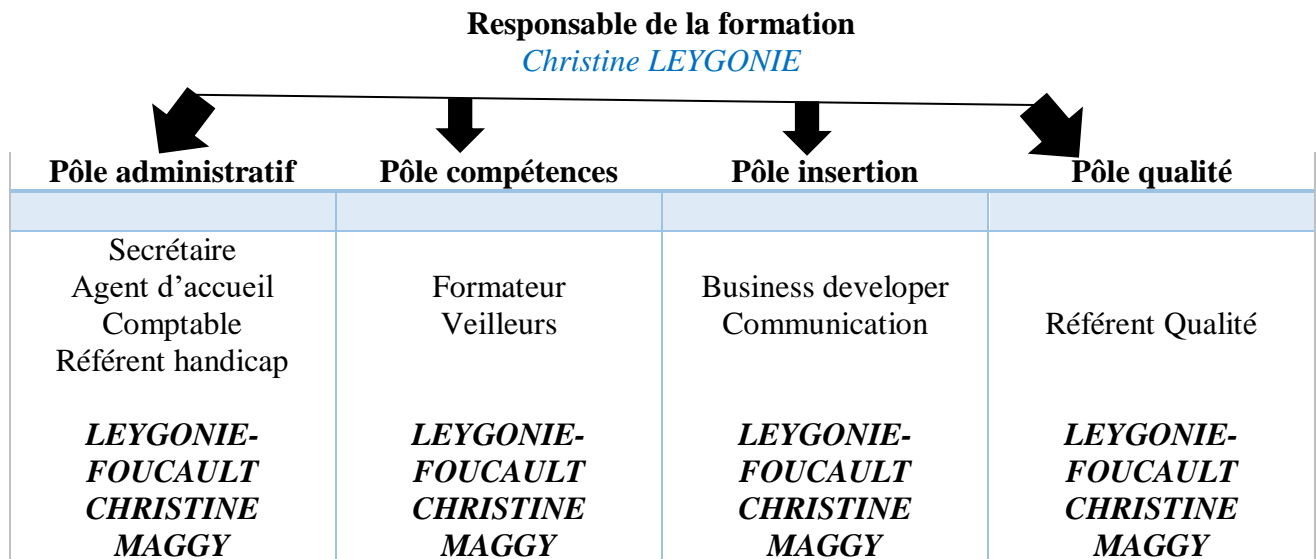 Responsable de la formation
Christine LEYGONIE
Pôle administratif
Pôle compétences
Pôle insertion
Pôle qualité
Secrétaire
Agent d’accueil
Comptable
Référent handicap
LEYGONIE-
FOUCAULT
CHRISTINE
MAGGY
Formateur
Veilleurs
LEYGONIE-
FOUCAULT
CHRISTINE
MAGGY
Business developer
Communication
LEYGONIE-
FOUCAULT
CHRISTINE
MAGGY
Référent Qualité
LEYGONIE-
FOUCAULT
CHRISTINE
MAGGY